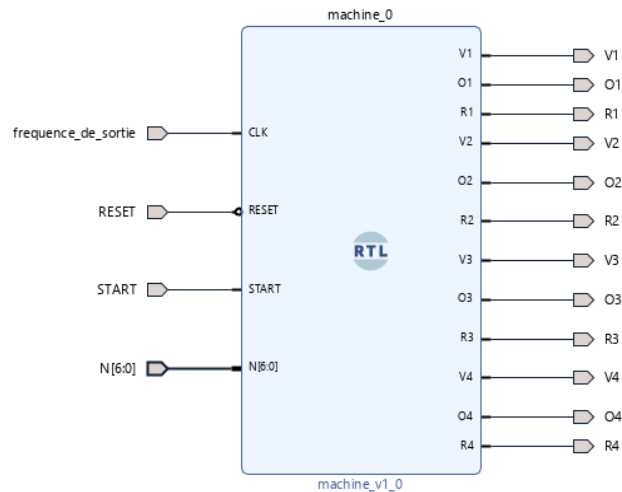 machine_0
V1 V1
O1 O1
R1 R1
frequence_de_sortie CLK
V2 V2
O2 O2
RESET RESET
R2 R2
RTL
V3 V3
START START
O3 O3
R3 R3
N[6:0] N[6:0]
V4 V4
O4 O4
R4 R4
machine_v1_0